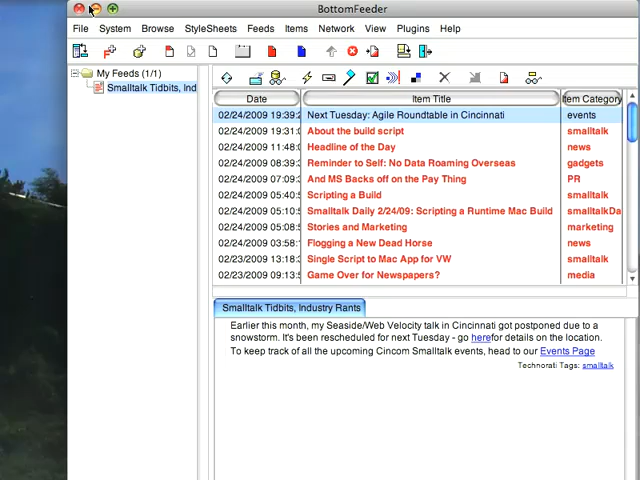 BottomFeeder
File System Browse StyleSheets Feeds Items Network View Plugins Help
My Feeds (1/1)
Smalltalk Tidbits, Ind
Date Item Title Item Category
02/24/2009 19:39:2 Next Tuesday: Agile Roundtable in Cincinnati events
02/24/2009 19:31:0 About the build script smalltalk
02/24/2009 11:48:0 Headline of the Day news
02/24/2009 08:39:2 Reminder to Self: No Data Roaming Overseas gadgets
02/24/2009 07:09:3 And MS Backs off on the Pay Thing PR
02/24/2009 05:40:5 Scripting a Build smalltalk
02/24/2009 05:10:5 Smalltalk Daily 2/24/09: Scripting a Runtime Mac Build smalltalkDa
02/24/2009 05:08:5 Stories and Marketing marketing
02/24/2009 03:58:1 Flogging a New Dead Horse news
02/23/2009 13:18:3 Single Script to Mac App for VW smalltalk
02/23/2009 09:13:5 Game Over for Newspapers? media
Smalltalk Tidbits, Industry Rants
Earlier this month, my Seaside/Web Velocity talk in Cincinnati got postponed due to a
snowstorm. It's been rescheduled for next Tuesday - go herefor details on the location.
To keep track of all the upcoming Cincom Smalltalk events, head to our Events Page
Technorati Tags: smalltalk